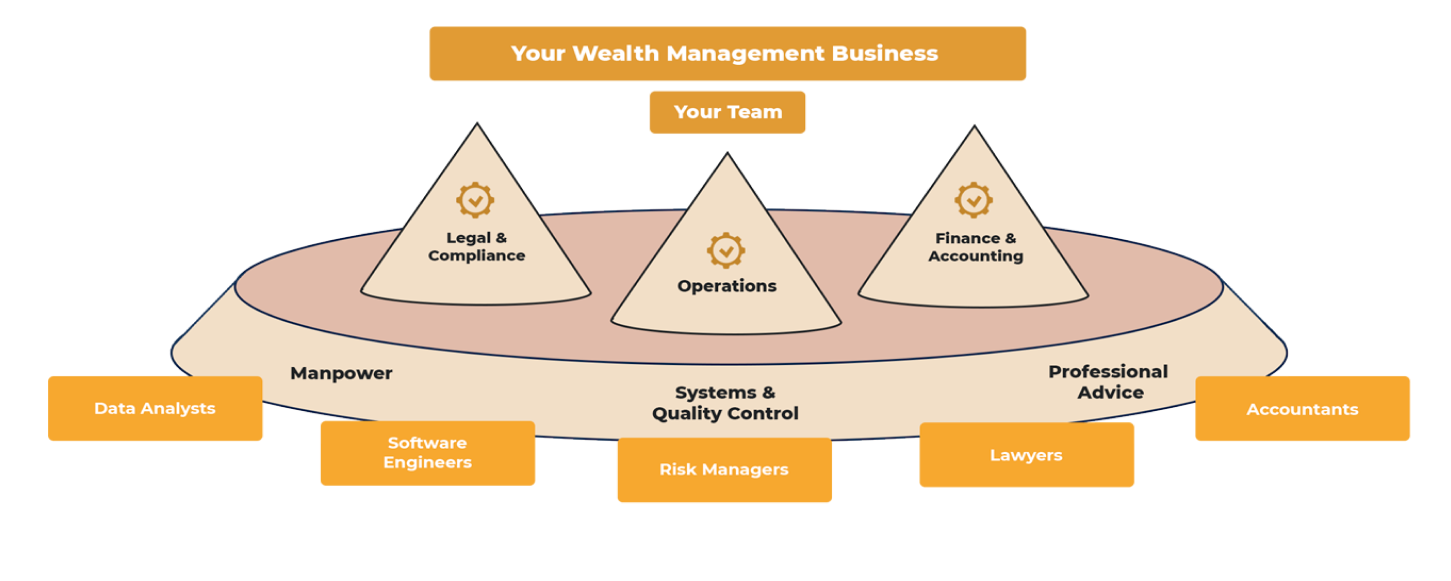 Your Wealth Management Business
Your Team
Legal &
Compliance
Operations
Finance &
Accounting
Manpower
Systems &
Quality Control
Professional
Advice
Data Analysts
Software
Engineers
Risk Managers
Lawyers
Accountants